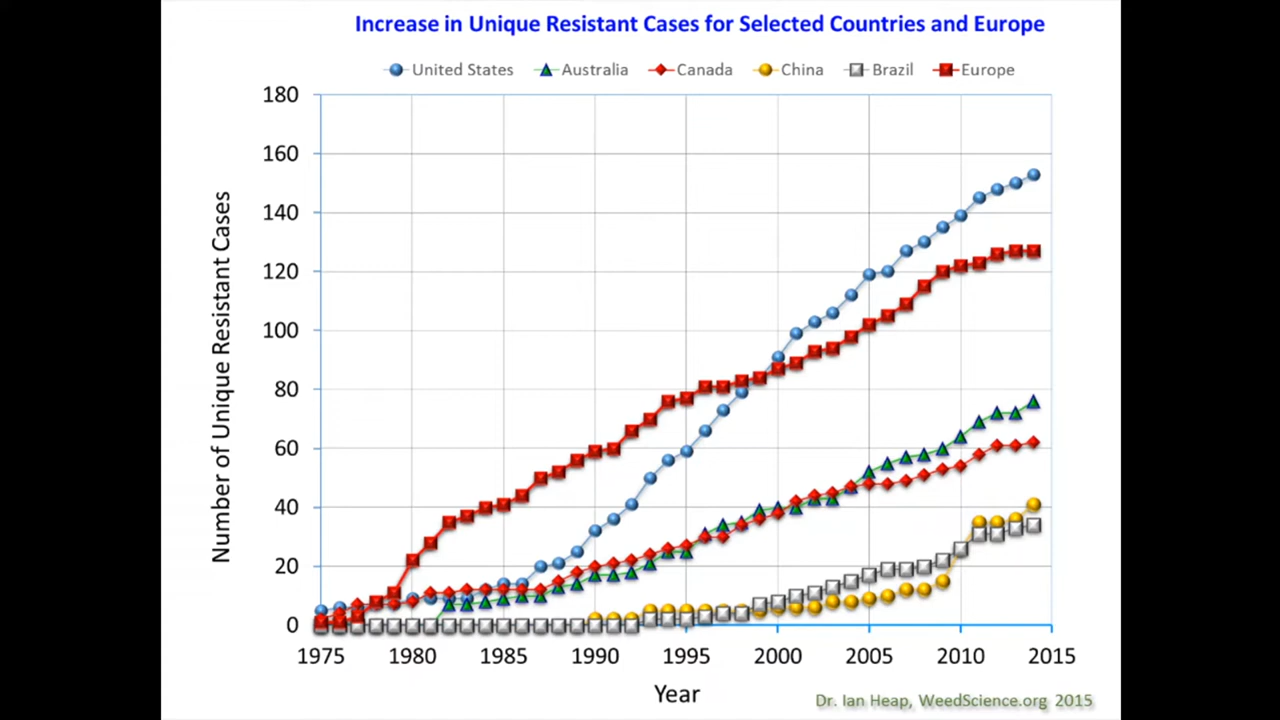 Increase in Unique Resistant Cases for Selected Countries and Europe
United States Australia Canada China Brazil Europe
180
160
140
120
100
80
60
40
20
0
Number of Unique Resistant Cases
1975 1980 1985 1990 1995 2000 2005 2010 2015
Year
Dr. Ian Heap, WeedScience.org 2015